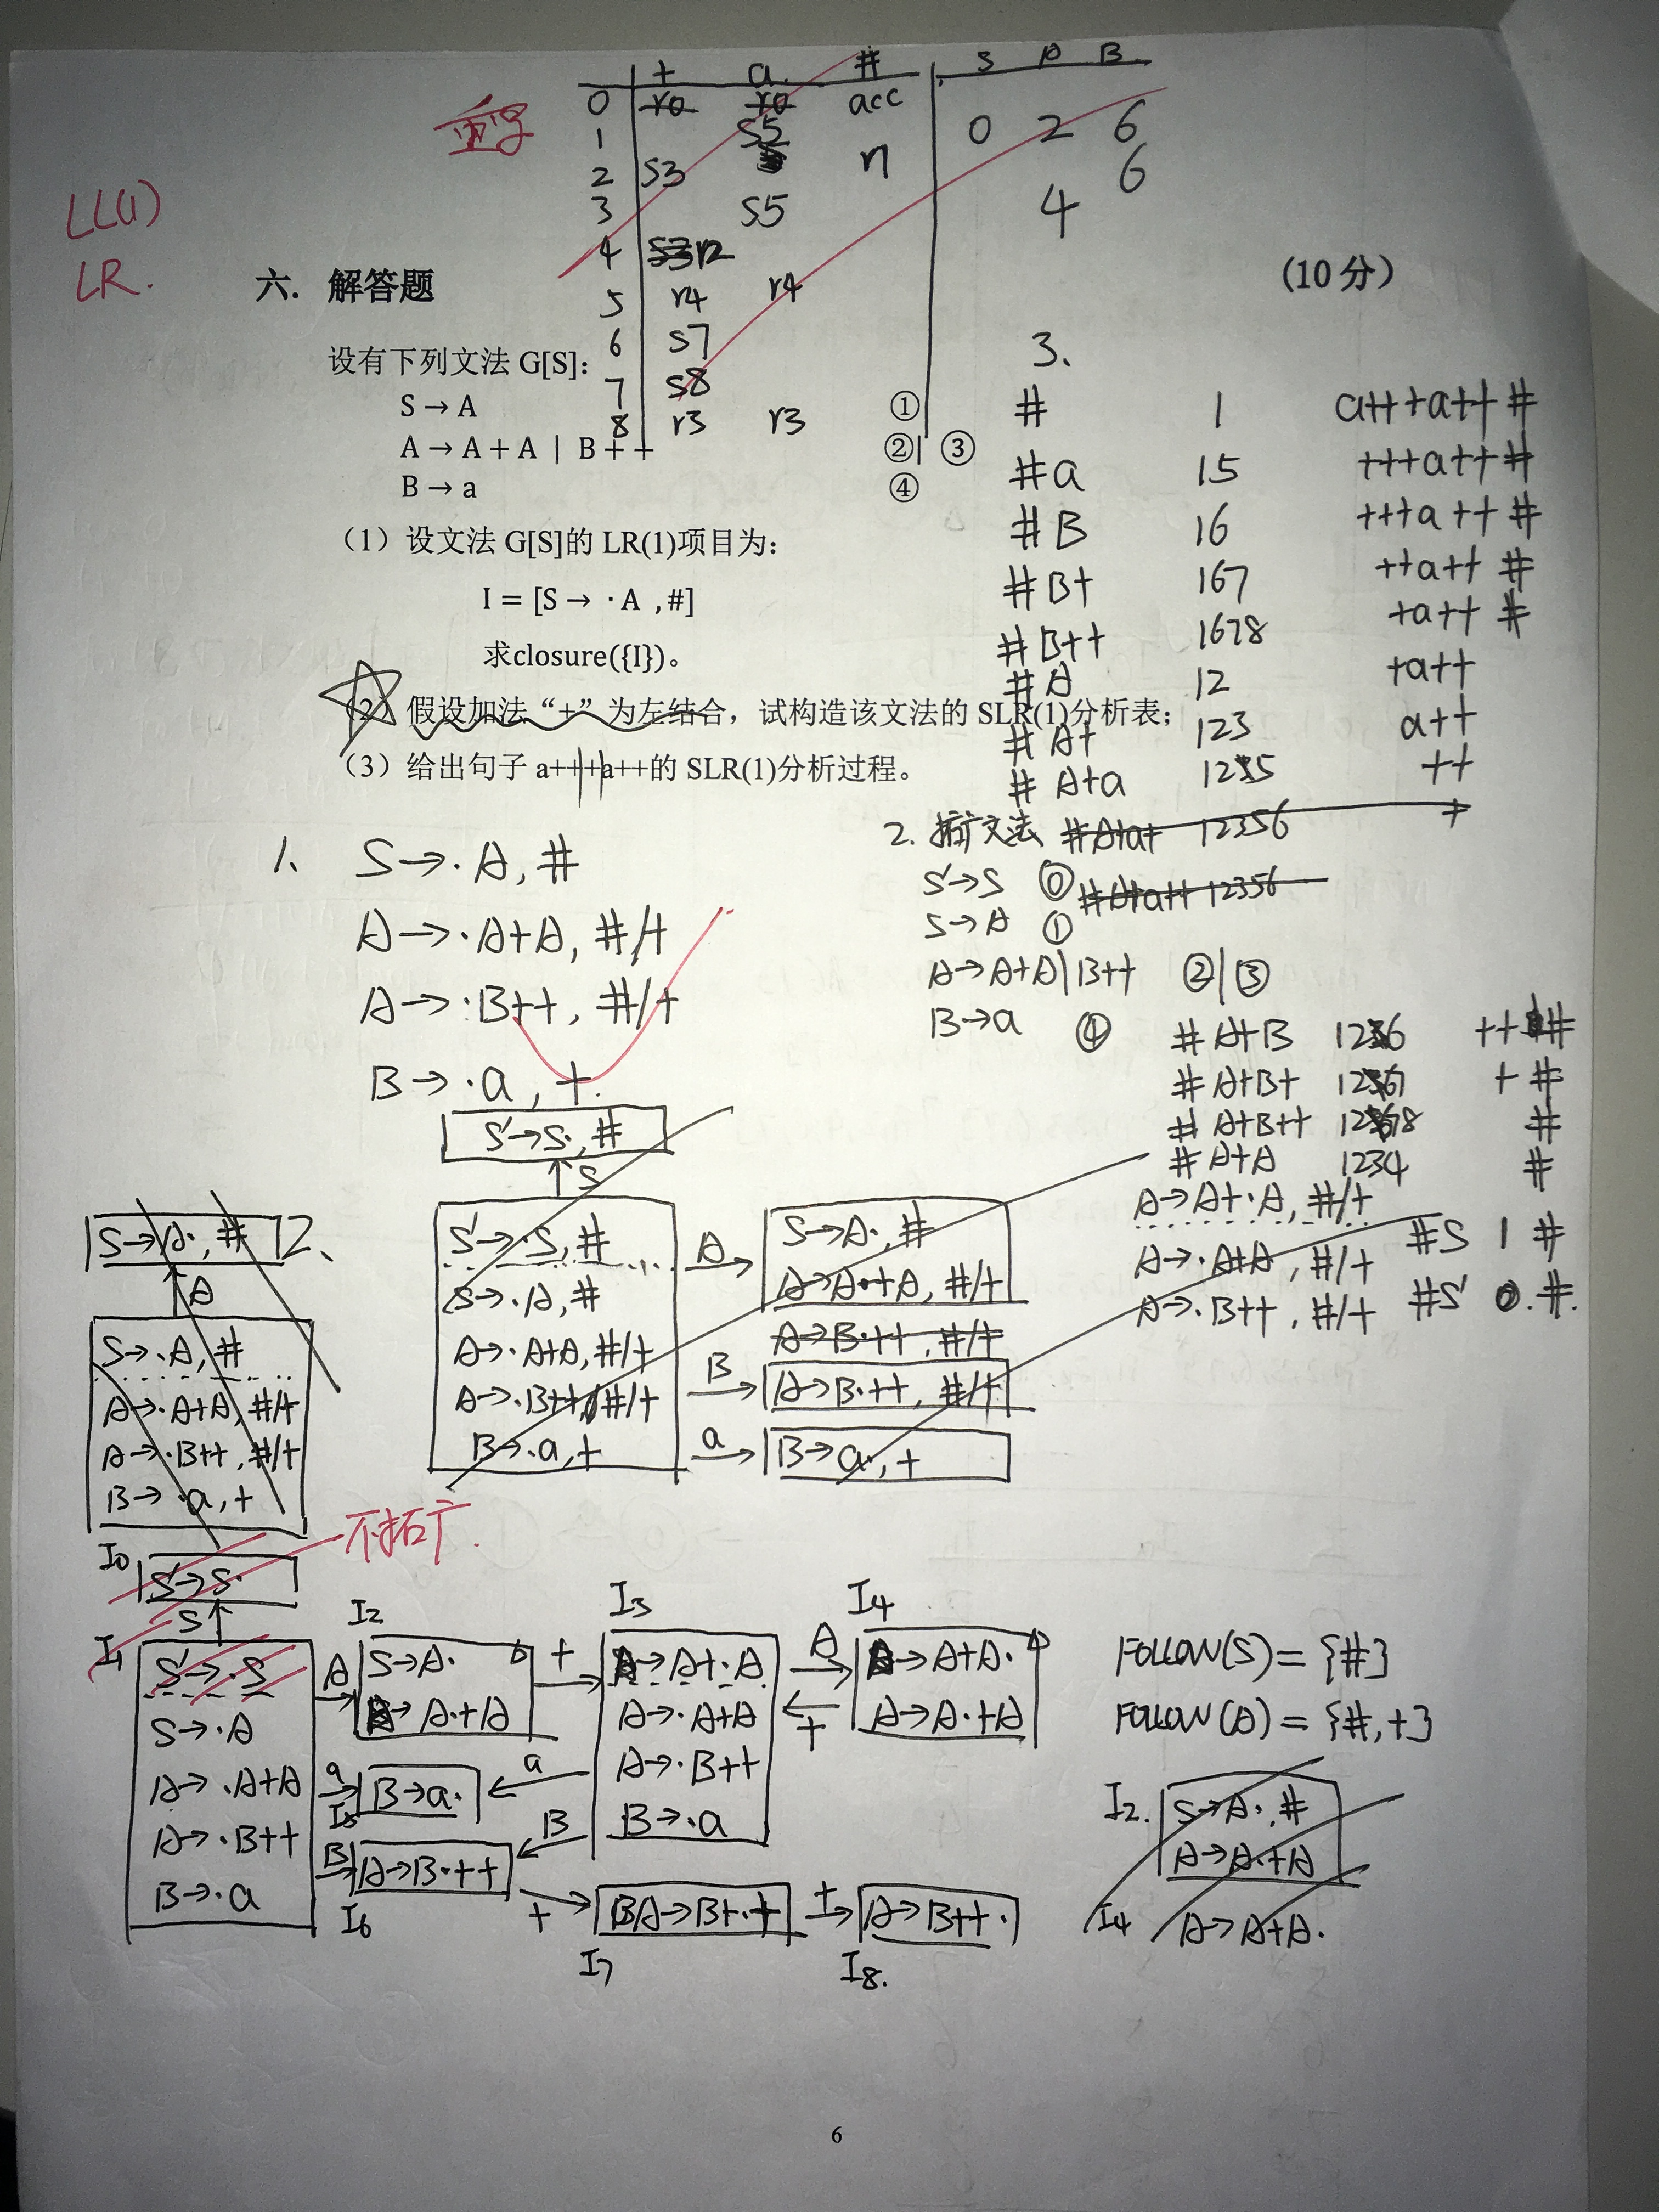 + a # S A B
0 r0 r0 acc
重写
1 S5 0 2 6
2 S3 r1
3 S5 4 6
4 S3 r2
5 r4 r4
6 S7
7 S8
8 r3 r3
LL(1)
LR.
六. 解答题 (10 分)
设有下列文法 G[S]:
S → A ①
A → A + A | B + + ②| ③
B → a ④
(1) 设文法 G[S]的 LR(1)项目为:
I = [S → · A , #]
求closure({I})。
(2) 假设加法“+”为左结合，试构造该文法的 SLR(1)分析表;
(3) 给出句子 a+++a++的 SLR(1)分析过程。
3、
# 1 a+++a++#
#a 15 +++a++#
#B 16 +++a++#
#B+ 167 ++a++#
#B++ 1678 +a++#
#A 12 +a++
#A+ 123 a++
#A+a 1235 ++
1、 S→·A, #
A→·A+A, #/+
A→·B++, #/+
B→·a, +
2. 拓广文法 #A+a+ 12356 +
S'→S ⓪ #A+a++ 12356
S→A ①
A→A+A|B++ ②|③
B→a ④
#A+B 1236 ++#
#A+B+ 12367 +#
#A+B++ 123678 #
#A+A 1234 #
#S 1 #
#S' 0 #.
S'→S·, #
S
S'→·S, #
S→·A, #
A→·A+A, #/+
A→·B++, #/+
B→·a, +
A
S→A·, #
A→A·+A, #/+
A→B·++, #/+
B
A→B·++, #/+
a
B→a·, +
A→A+·A, #/+
A→·A+A, #/+
A→·B++, #/+
2、
S→A·, #
A
S→·A, #
A→·A+A, #/+
A→·B++, #/+
B→·a, +
不拓广.
I0
S'→S·
S
I1
S'→·S
S→·A
A→·A+A
A→·B++
B→·a
A
I2
S→A·
A→A·+A
+
I3
A→A+·A
A→·A+A
A→·B++
B→·a
A
+
I4
A→A+A·
A→A·+A
a
I5
B→a·
a
B
I6
A→B·++
B
+
I7
A→B+·+
+
I8.
A→B++·
FOLLOW(S)={#}
FOLLOW(A)={#,+}
I2.
S→A·, #
A→A·+A
I4
A→A+A·
6